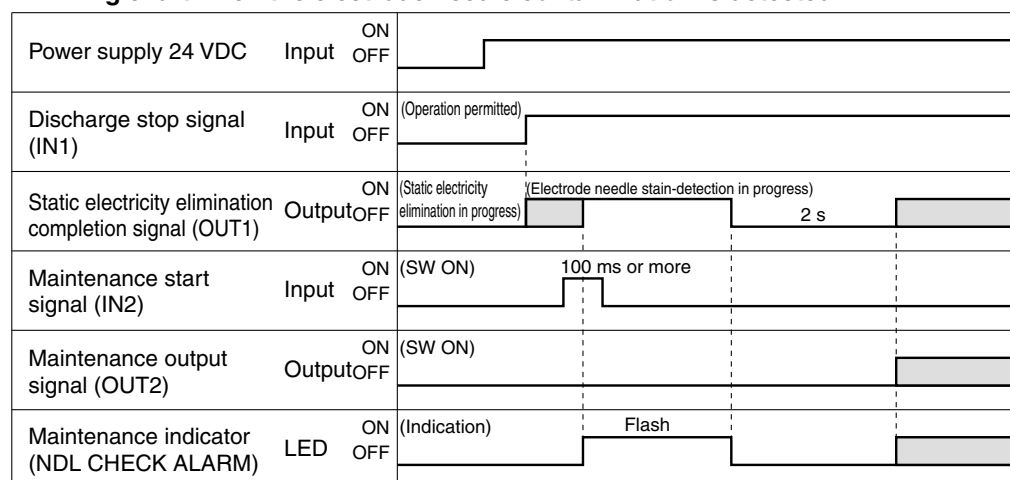 Power supply 24 VDC Input ON OFF
Discharge stop signal (IN1) Input ON OFF (Operation permitted)
Static electricity elimination completion signal (OUT1) Output ON OFF (Static electricity elimination in progress) (Electrode needle stain-detection in progress) 2 s
Maintenance start signal (IN2) Input ON OFF (SW ON) 100 ms or more
Maintenance output signal (OUT2) Output ON OFF (SW ON)
Maintenance indicator (NDL CHECK ALARM) LED ON OFF (Indication) Flash